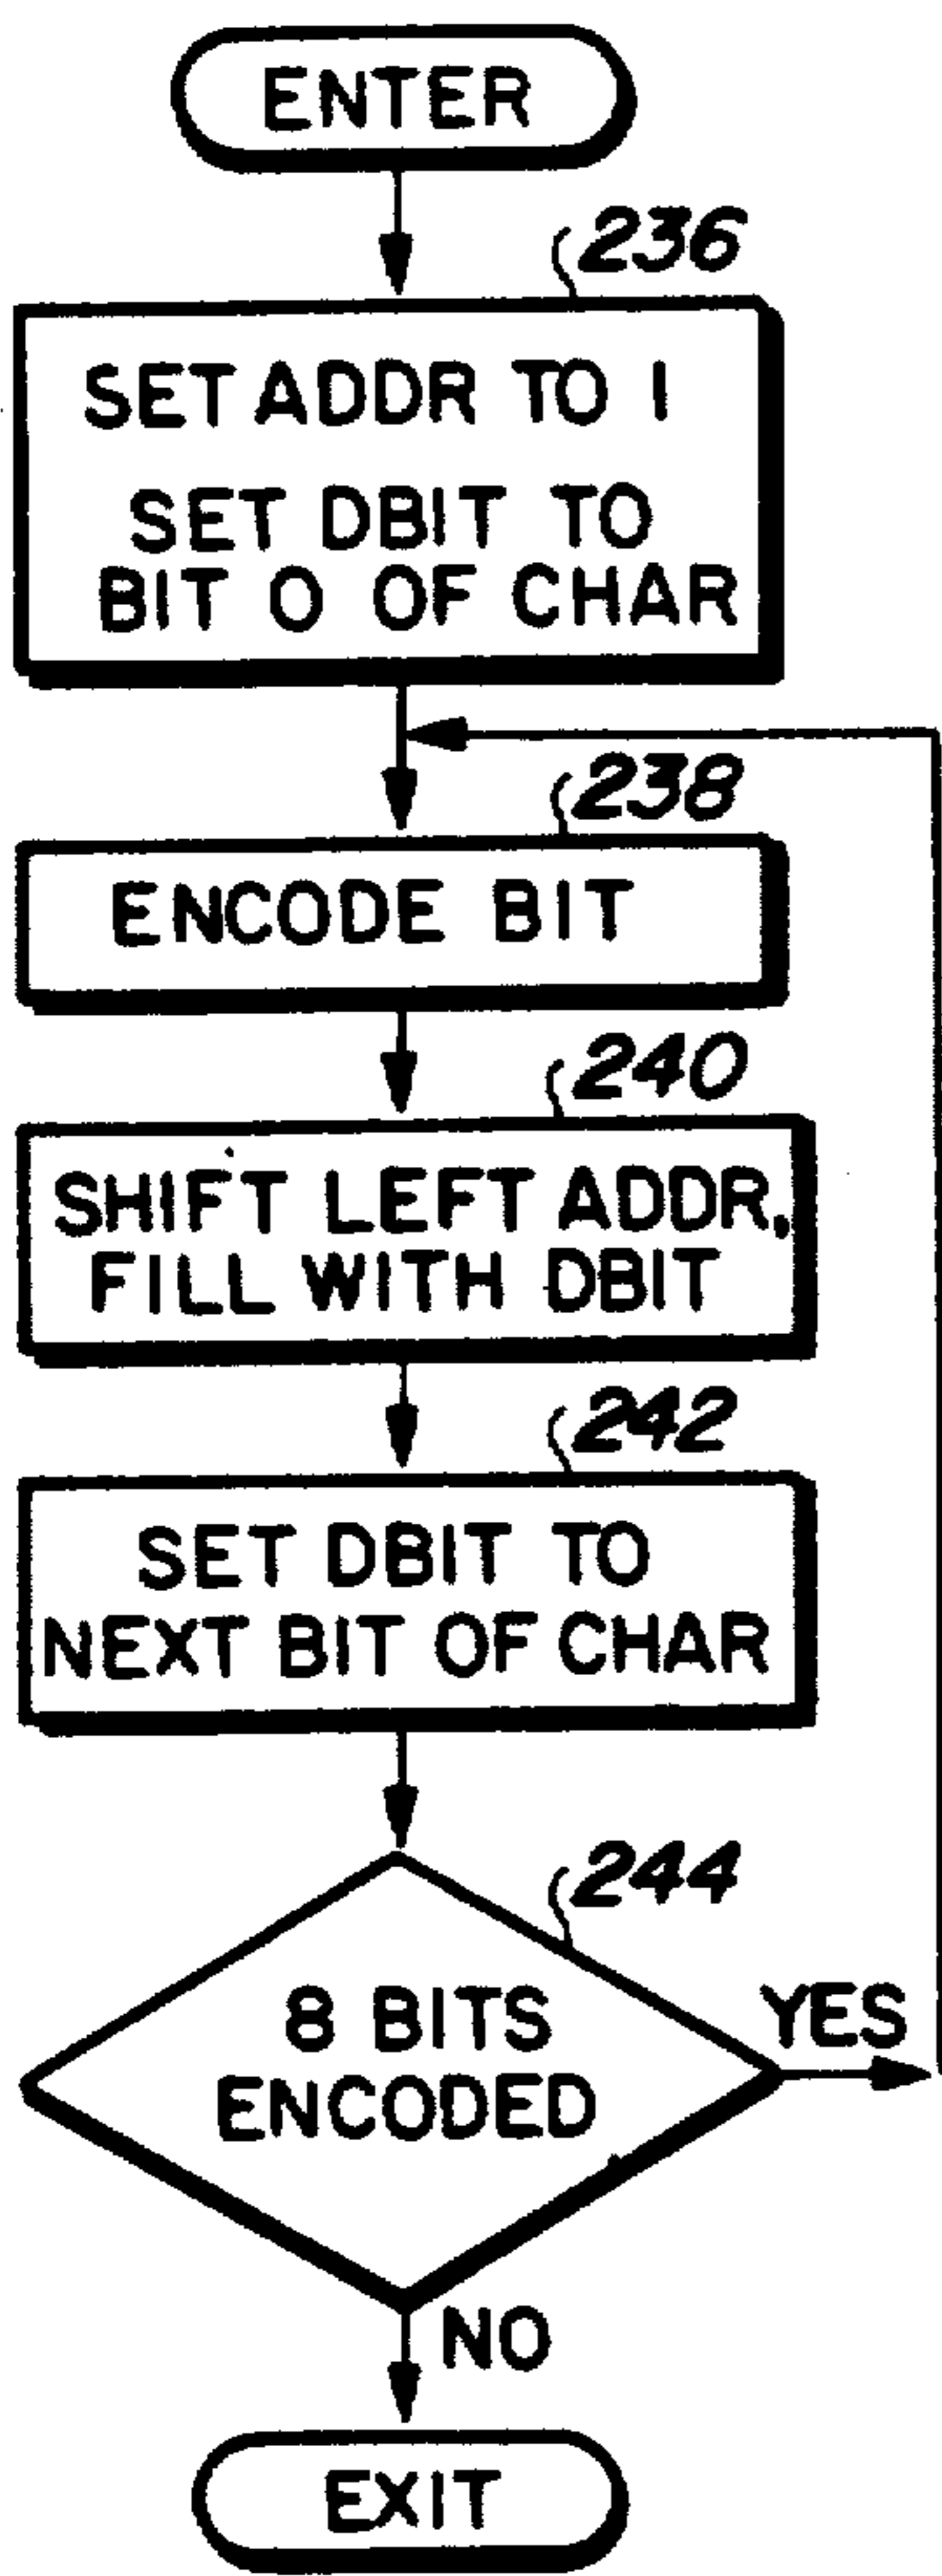 ENTER
236
SET ADDR TO 1
SET DBIT TO
BIT 0 OF CHAR
238
ENCODE BIT
240
SHIFT LEFT ADDR,
FILL WITH DBIT
242
SET DBIT TO
NEXT BIT OF CHAR
244
8 BITS
ENCODED
YES
NO
EXIT